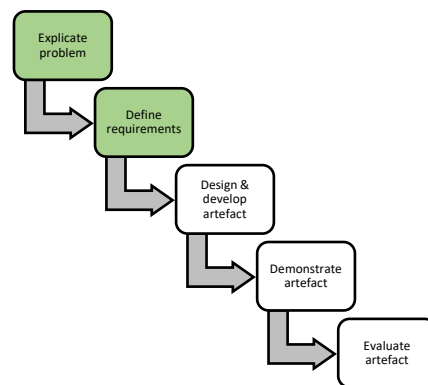 Explicate
problem
Define
requirements
Design &
develop
artefact
Demonstrate
artefact
Evaluate
artefact